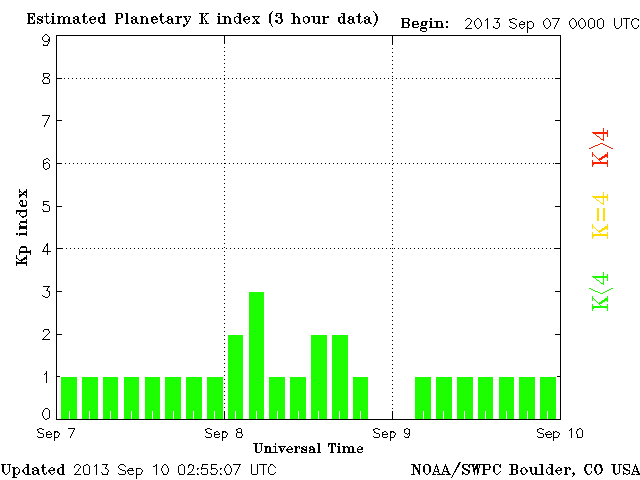 Estimated Planetary K index (3 hour data)
Begin: 2013 Sep 07 0000 UTC
9
8
7
6
5
4
3
2
1
0
Kp index
K>4
K=4
K<4
Sep 7
Sep 8
Sep 9
Sep 10
Universal Time
Updated 2013 Sep 10 02:55:07 UTC
NOAA/SWPC Boulder, CO USA